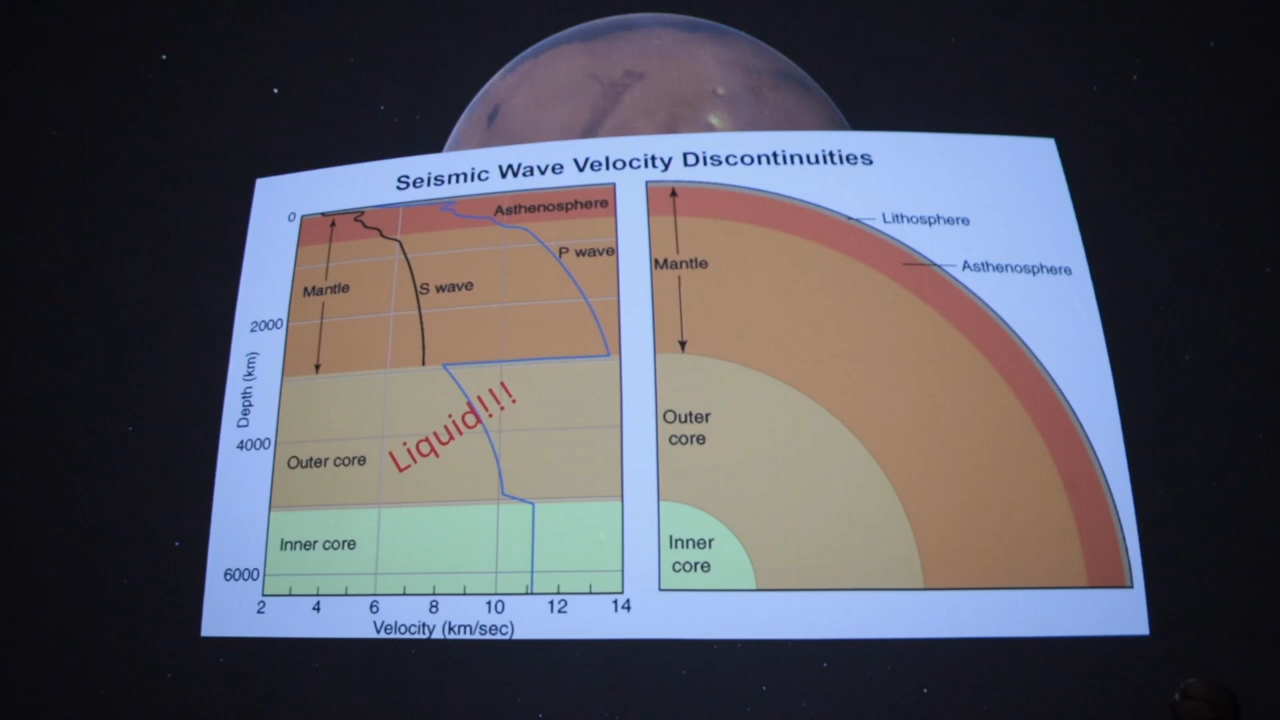 Seismic Wave Velocity Discontinuities
0
2000
4000
6000
Depth (km)
Asthenosphere
P wave
S wave
Mantle
Liquid!!!
Outer core
Inner core
2 4 6 8 10 12 14
Velocity (km/sec)
Lithosphere
Asthenosphere
Mantle
Outer
core
Inner
core